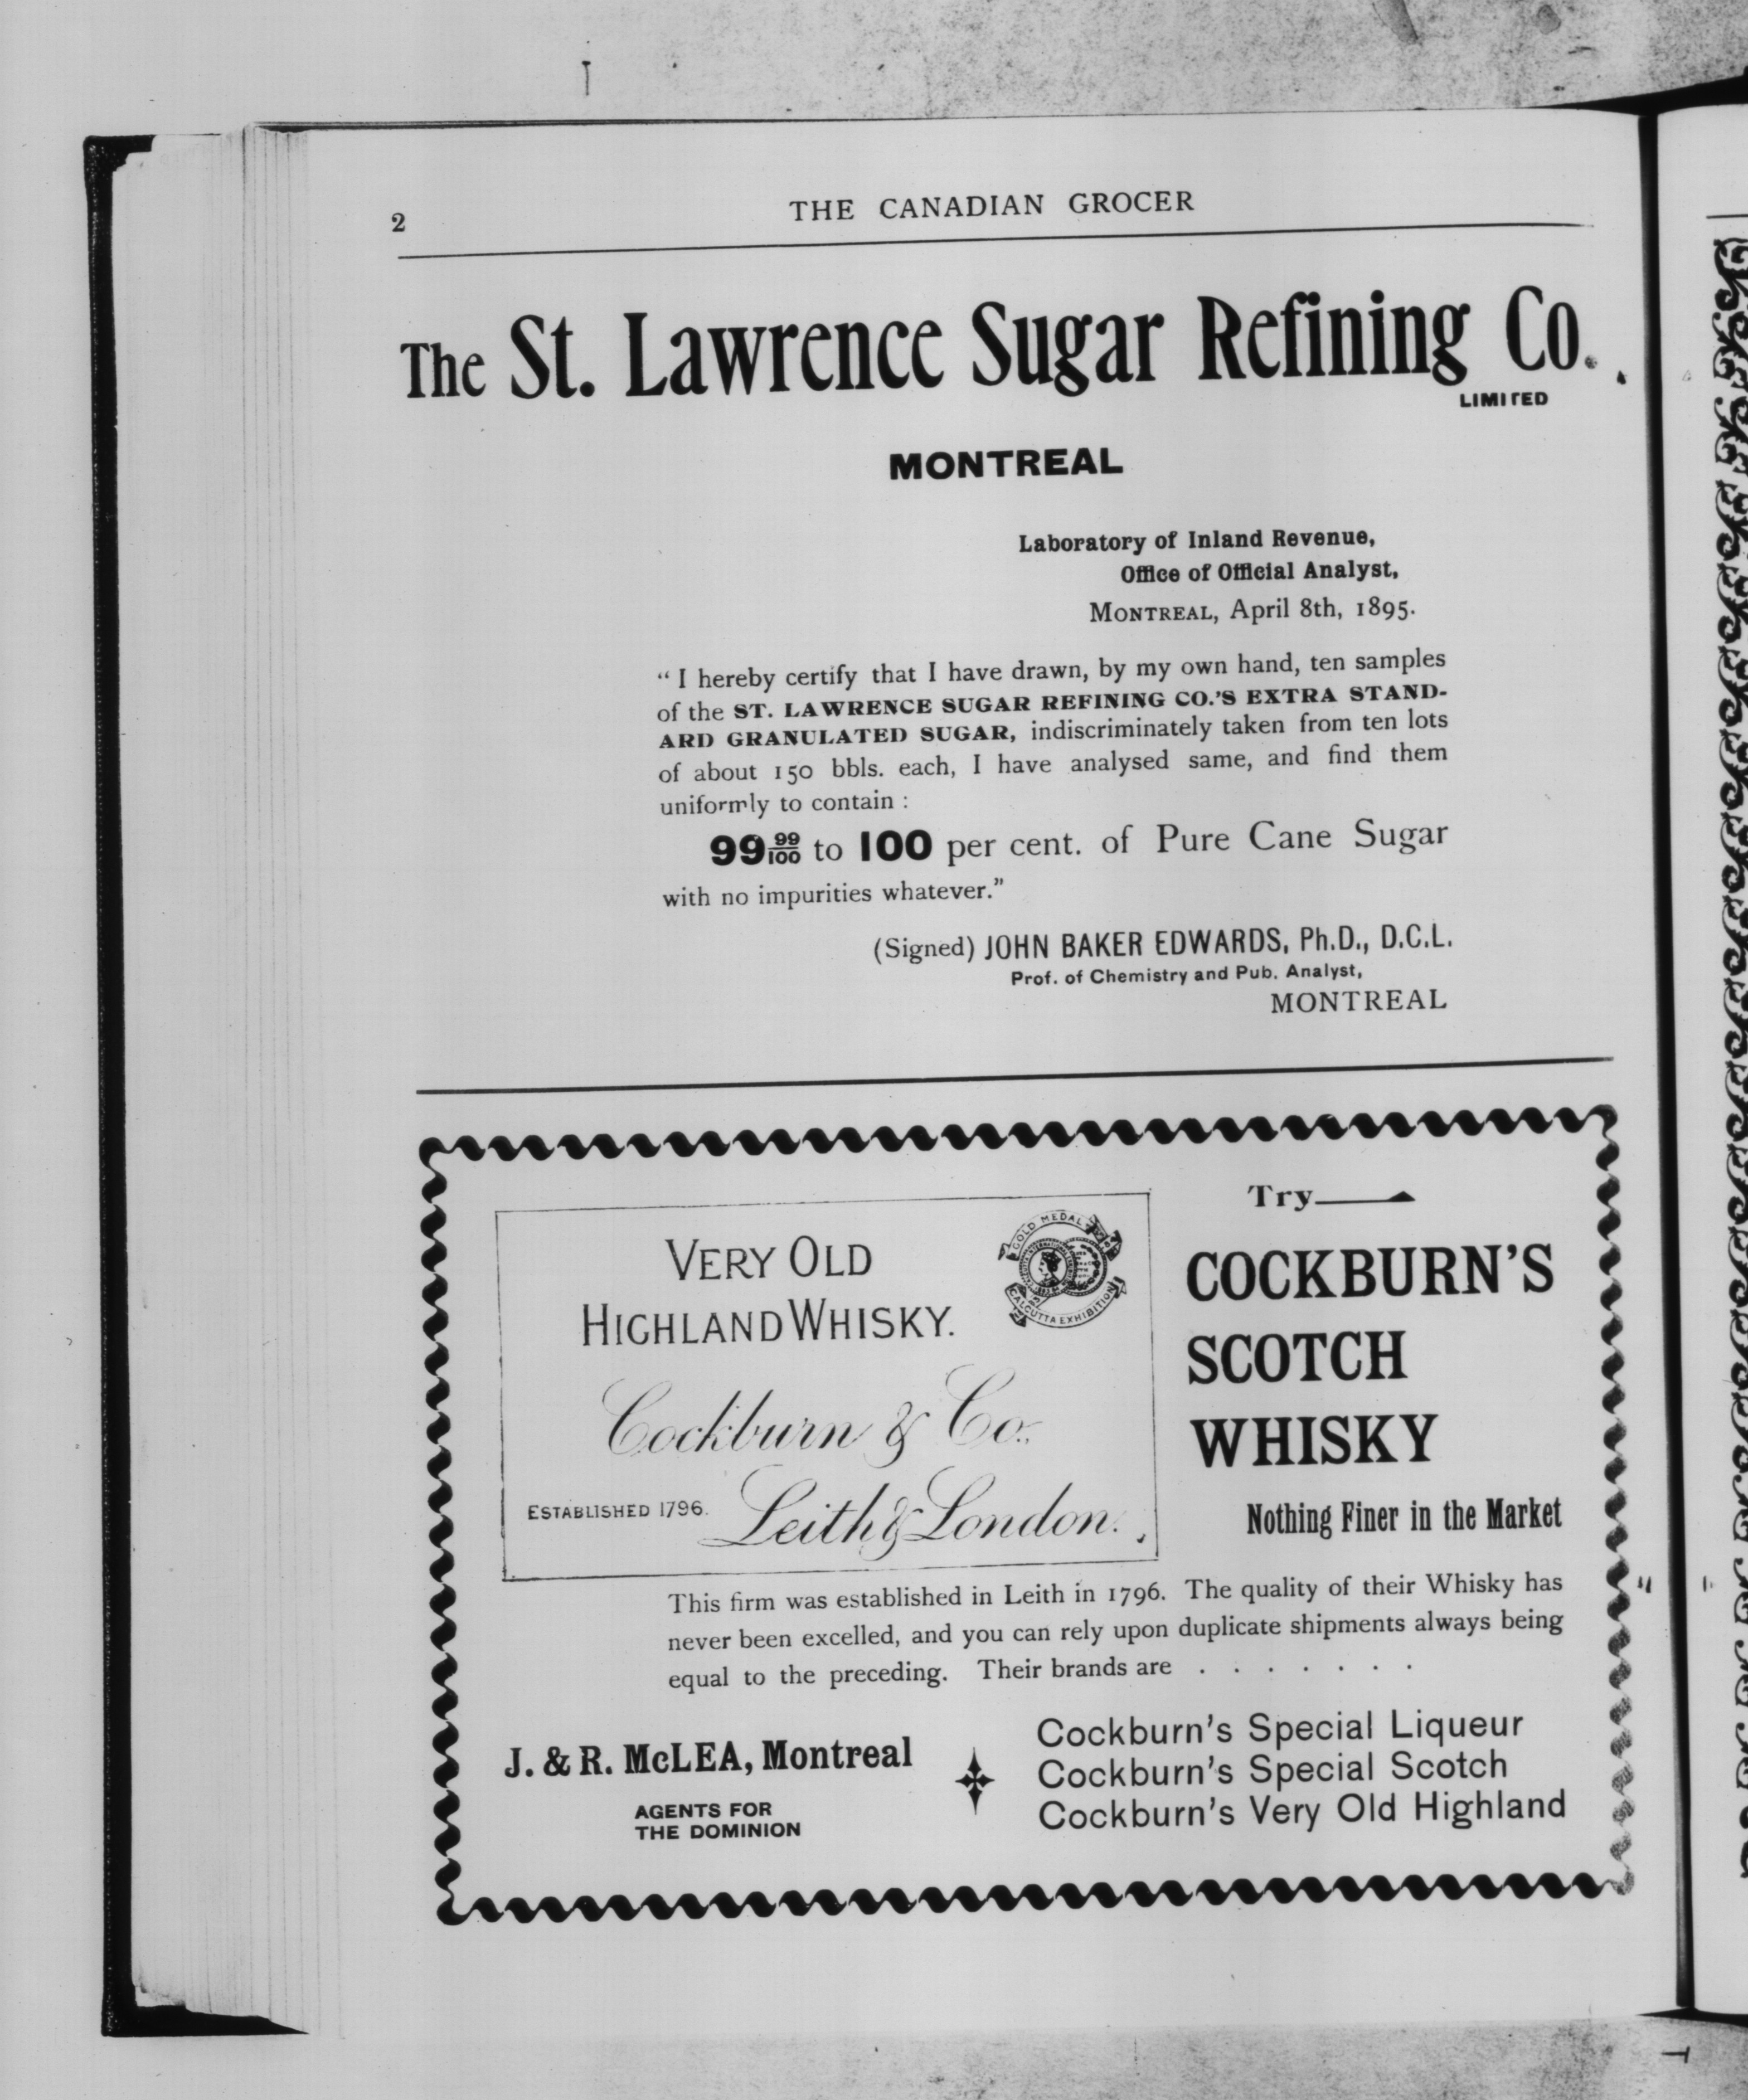 2
THE CANADIAN GROCER
The St. Lawrence Sugar Refining Co.
LIMITED
MONTREAL
Laboratory of Inland Revenue,
Office of Official Analyst,
MONTREAL, April 8th, 1895.
“ I hereby certify that I have drawn, by my own hand, ten samples
of the ST. LAWRENCE SUGAR REFINING CO.'S EXTRA STAND-
ARD GRANULATED SUGAR, indiscriminately taken from ten lots
of about 150 bbls. each, I have analysed same, and find them
uniformly to contain :
99 99/100 to 100 per cent. of Pure Cane Sugar
with no impurities whatever.”
(Signed) JOHN BAKER EDWARDS, Ph.D., D.C.L.
Prof. of Chemistry and Pub. Analyst,
MONTREAL
VERY OLD
HIGHLAND WHISKY.
GOLD MEDAL
CALCUTTA EXHIBITION
Cockburn & Co.,
ESTABLISHED 1796. Leith & London.
Try
COCKBURN'S
SCOTCH
WHISKY
Nothing Finer in the Market
This firm was established in Leith in 1796. The quality of their Whisky has
never been excelled, and you can rely upon duplicate shipments always being
equal to the preceding. Their brands are . . . . . . .
J. & R. McLEA, Montreal
AGENTS FOR
THE DOMINION
Cockburn's Special Liqueur
Cockburn's Special Scotch
Cockburn's Very Old Highland